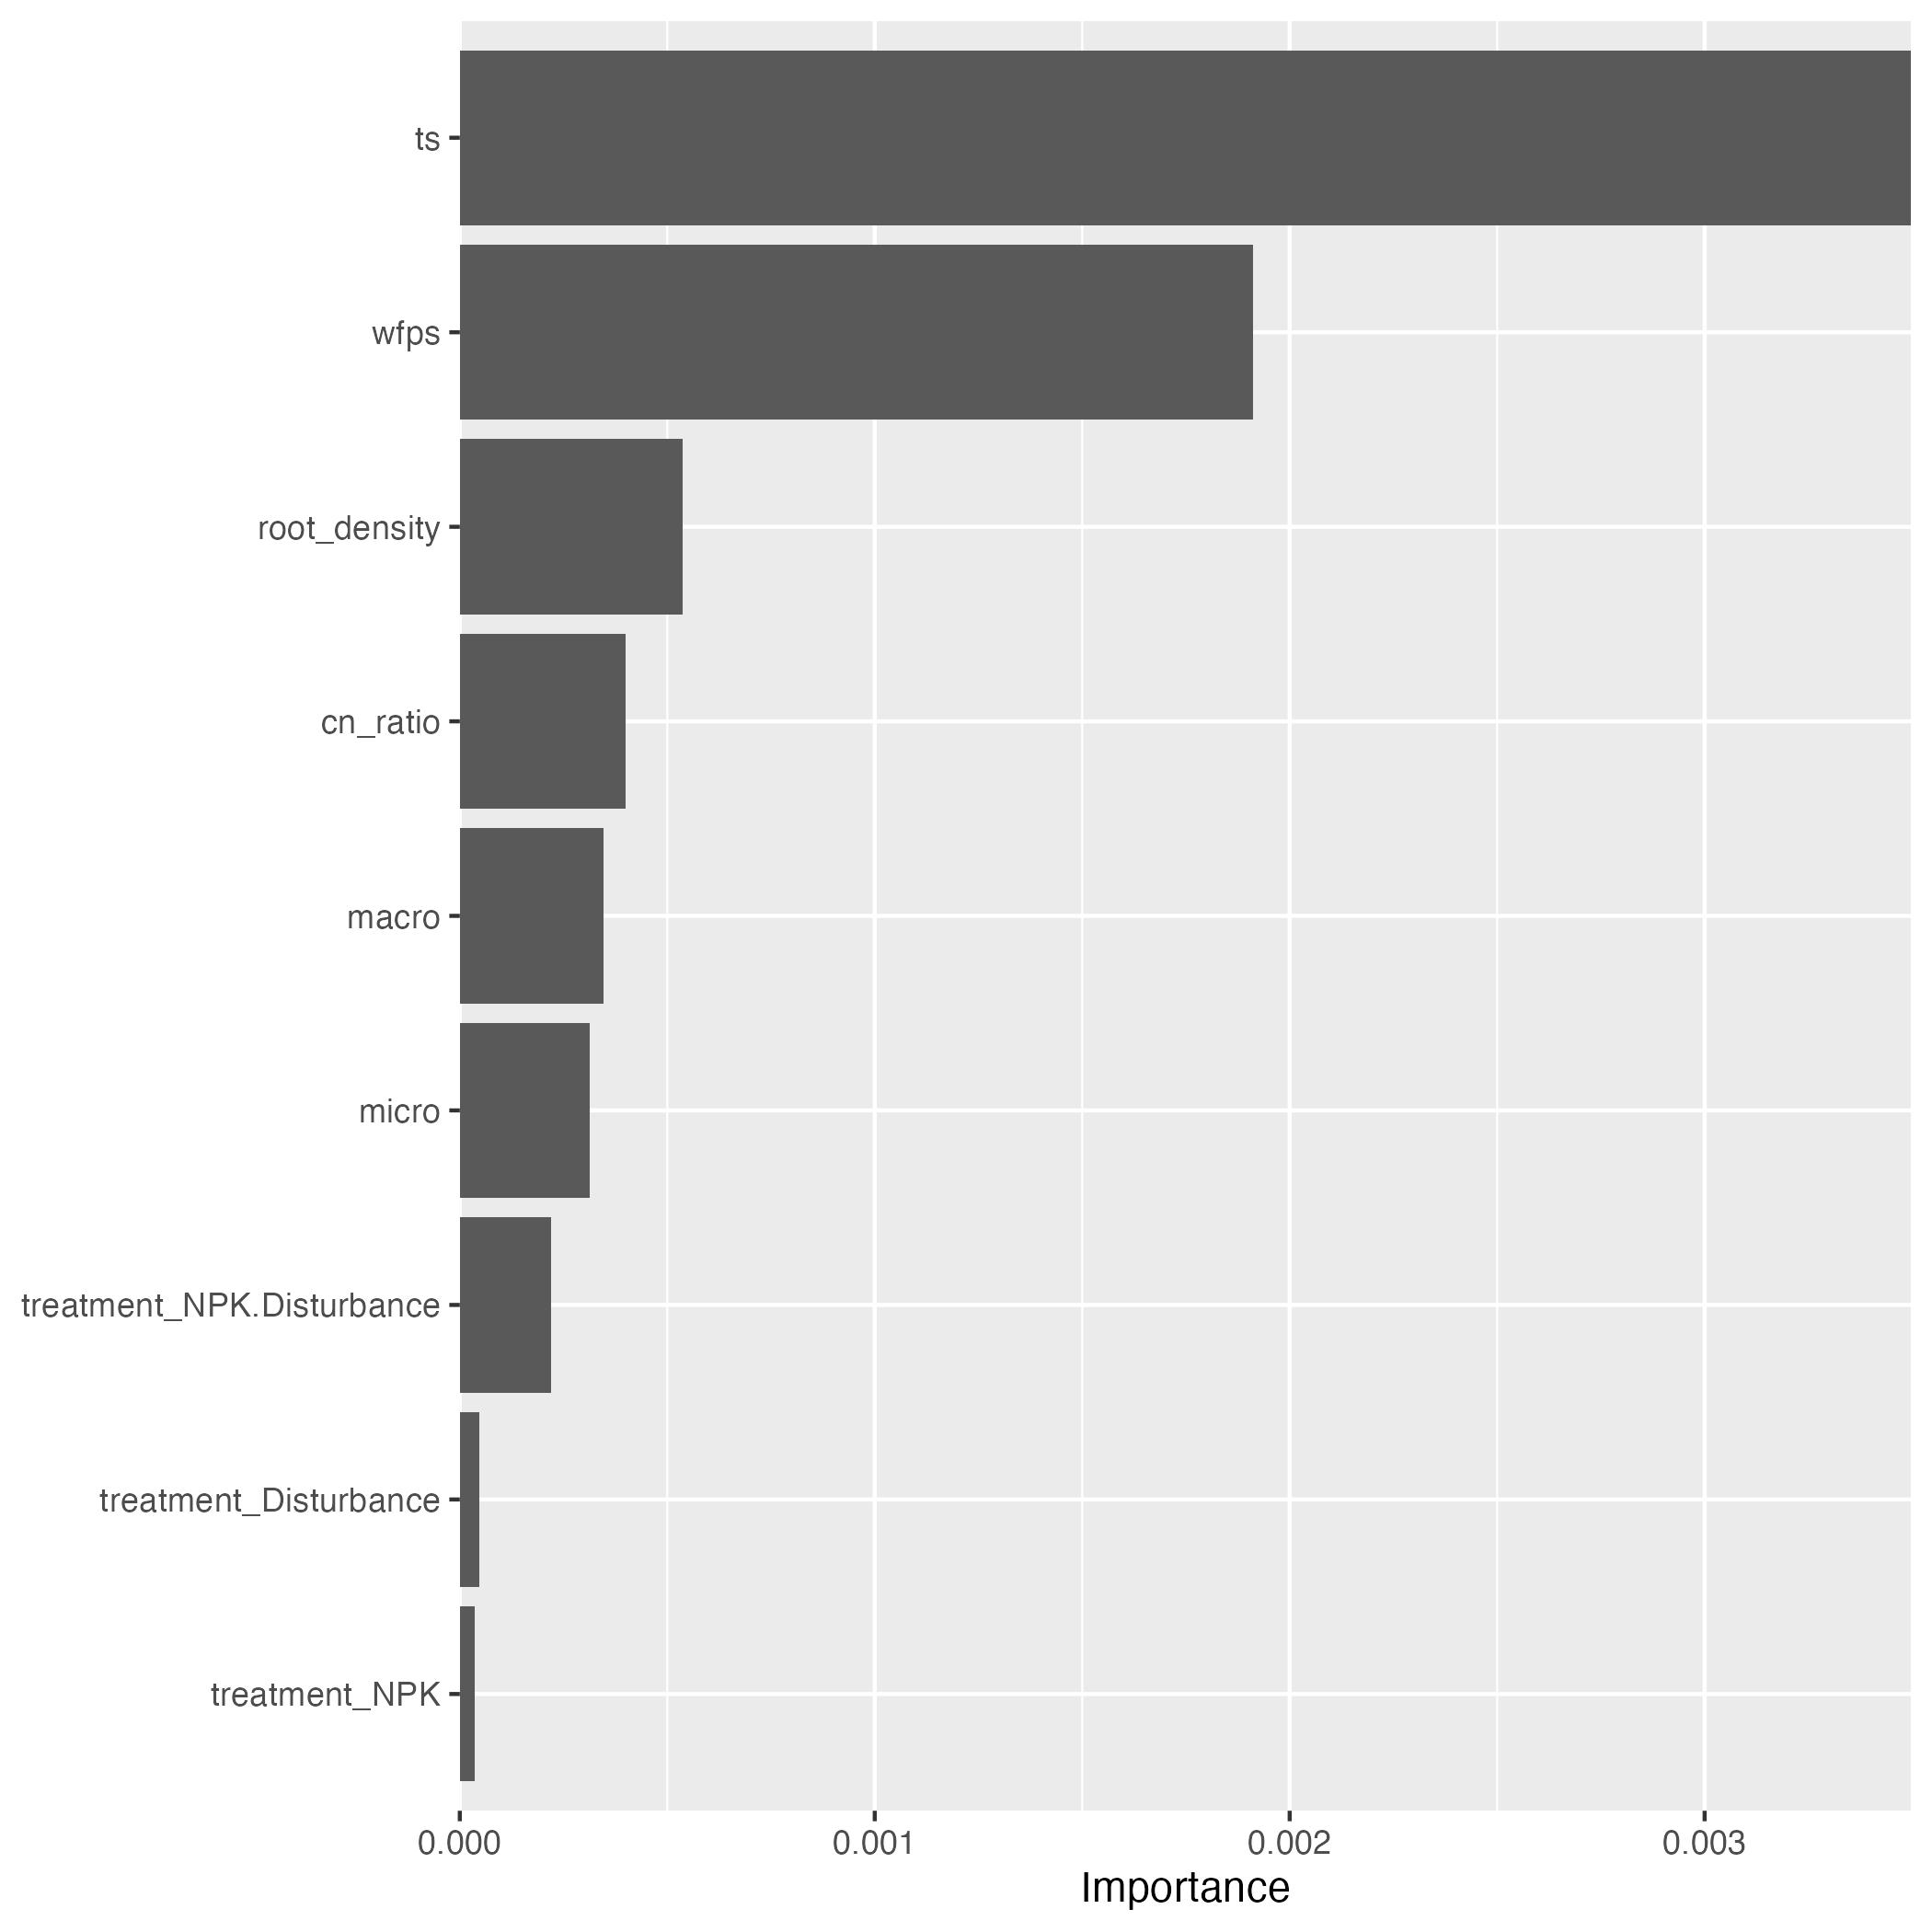 ts
wfps
root_density
cn_ratio
macro
micro
treatment_NPK.Disturbance
treatment_Disturbance
treatment_NPK
0.000 0.001 0.002 0.003
Importance